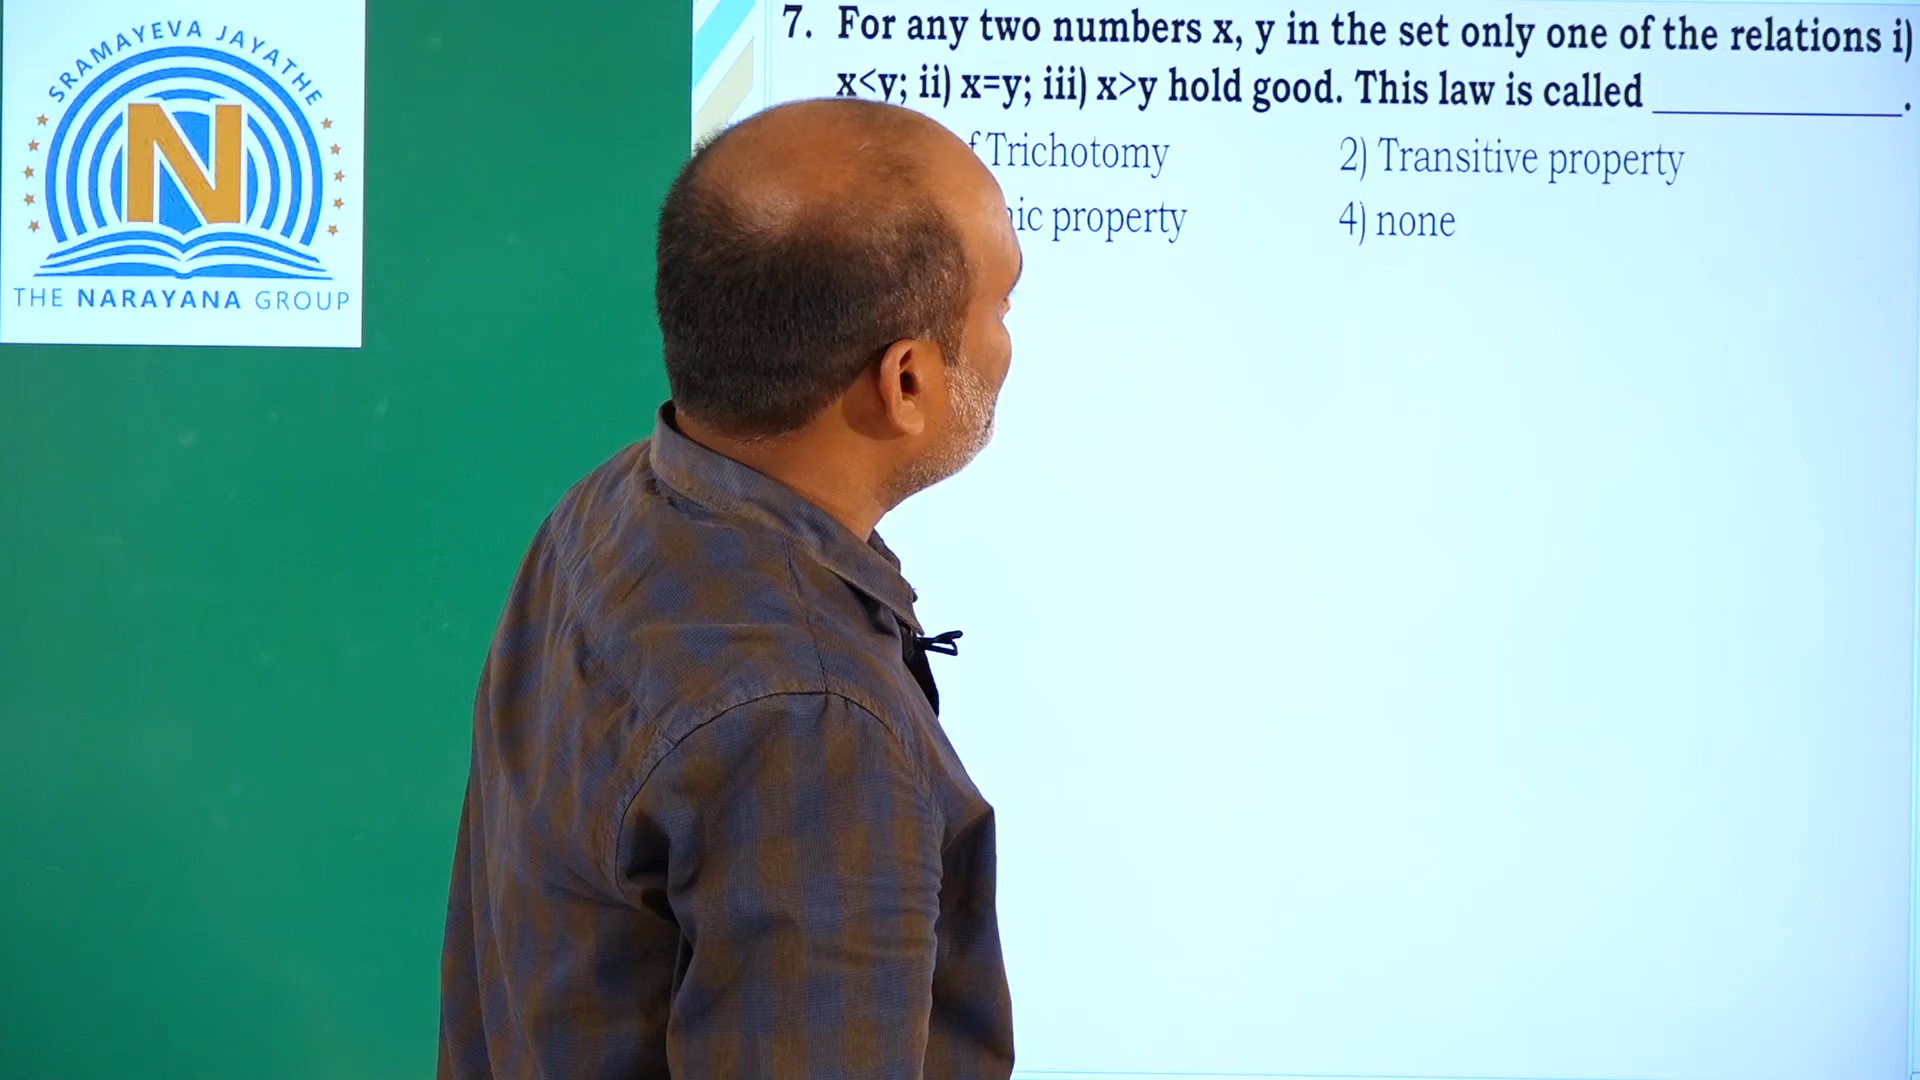 SRAMAYEVA JAYATHE
N
THE NARAYANA GROUP
7. For any two numbers x, y in the set only one of the relations i)
x<y; ii) x=y; iii) x>y hold good. This law is called ____________.
Trichotomy 2) Transitive property
property 4) none